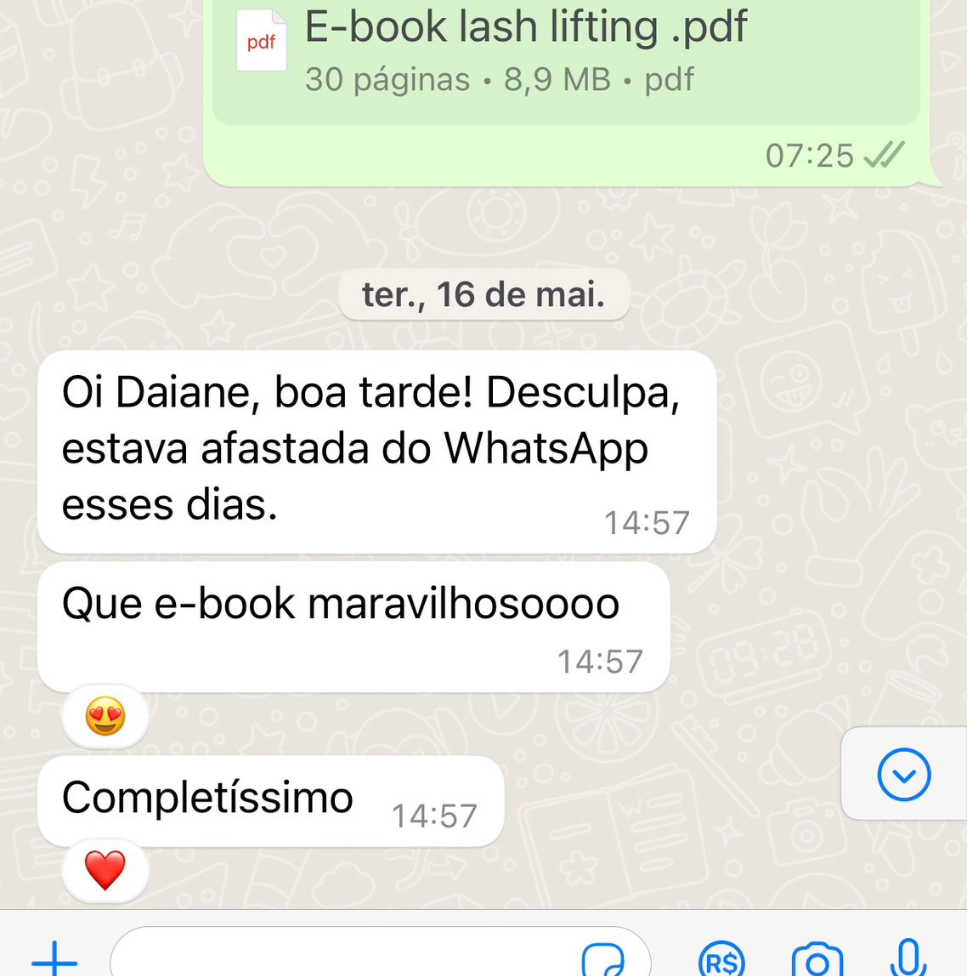 pdf
E-book lash lifting .pdf
30 páginas • 8,9 MB • pdf
07:25
ter., 16 de mai.
Oi Daiane, boa tarde! Desculpa,
estava afastada do WhatsApp
esses dias.
14:57
Que e-book maravilhosoooo
14:57
09:28
Completíssimo
14:57
R$